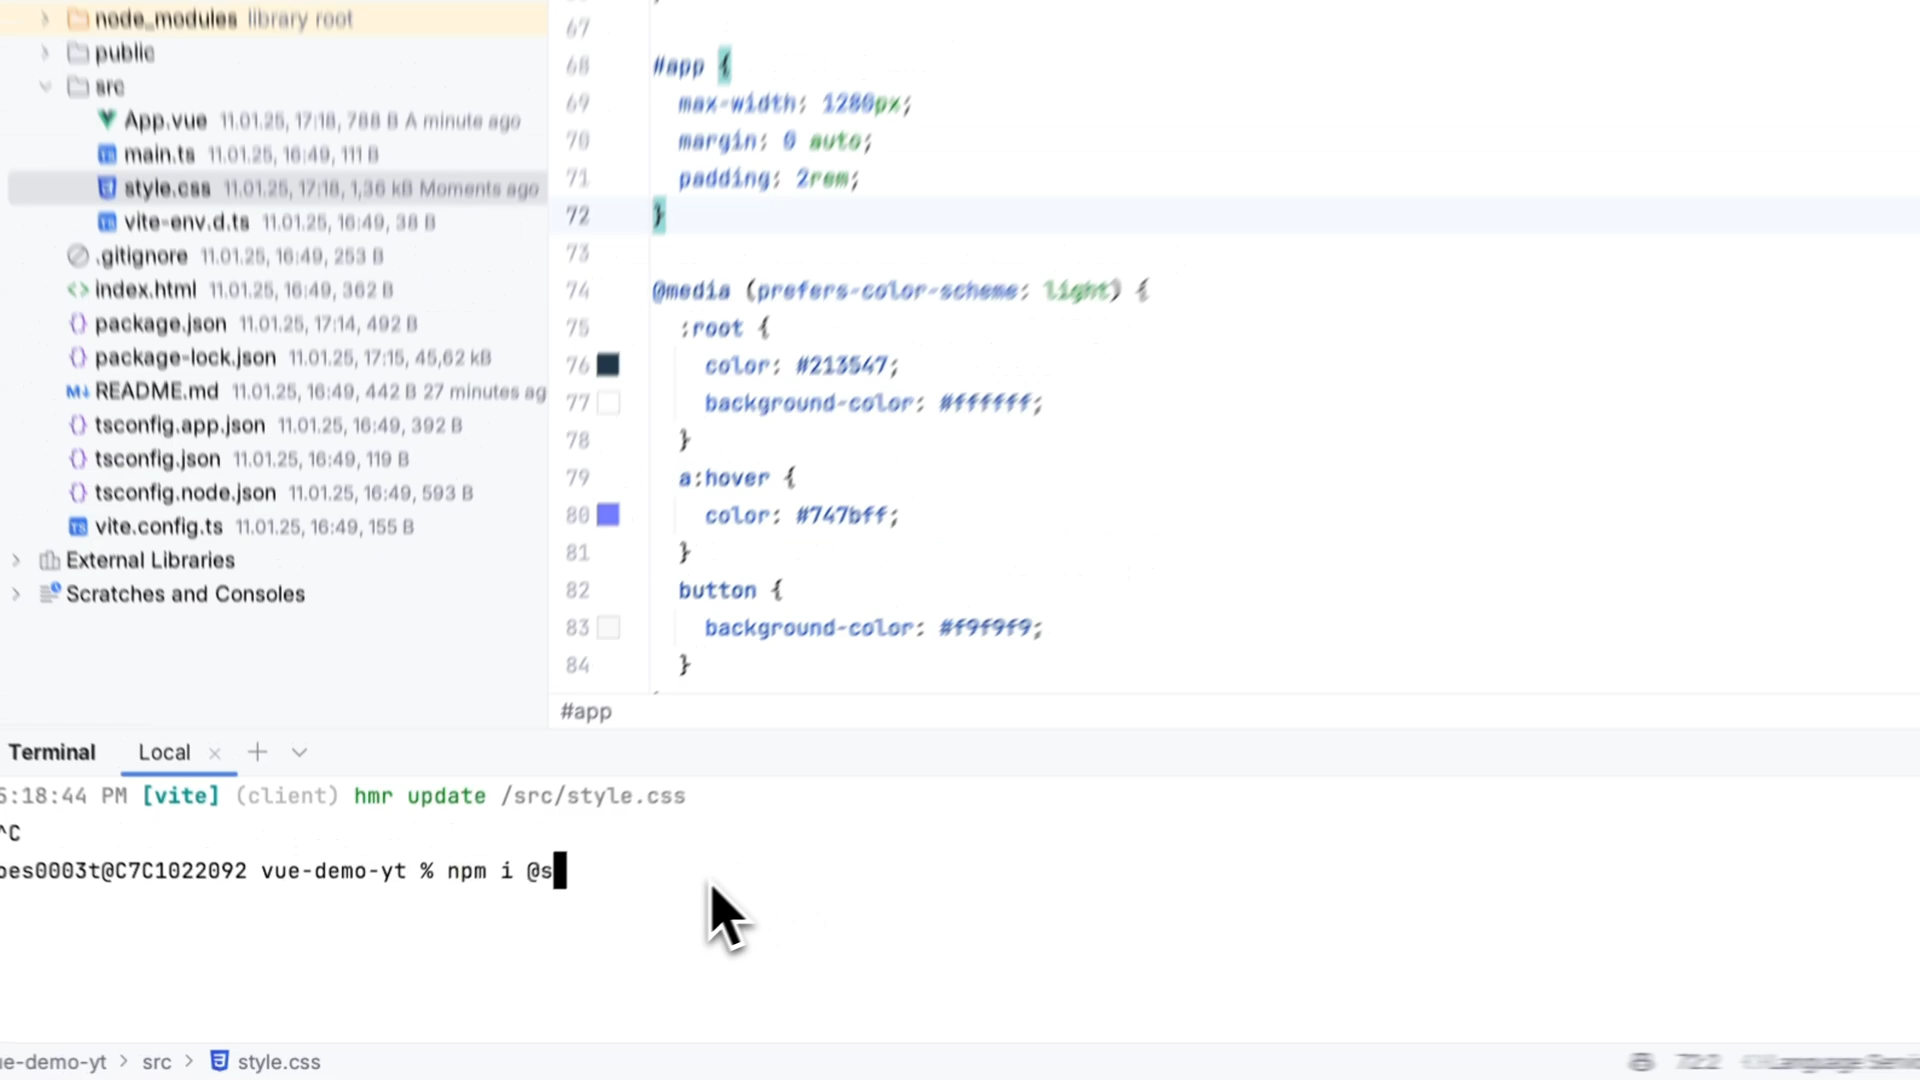 node_modules library root
public
src
App.vue 11.01.25, 17:18, 788 B A minute ago
main.ts 11.01.25, 16:49, 111 B
style.css 11.01.25, 17:18, 1,36 kB Moments ago
vite-env.d.ts 11.01.25, 16:49, 38 B
.gitignore 11.01.25, 16:49, 253 B
index.html 11.01.25, 16:49, 362 B
package.json 11.01.25, 17:14, 492 B
package-lock.json 11.01.25, 17:15, 45,62 kB
README.md 11.01.25, 16:49, 442 B 27 minutes ag
tsconfig.app.json 11.01.25, 16:49, 392 B
tsconfig.json 11.01.25, 16:49, 119 B
tsconfig.node.json 11.01.25, 16:49, 593 B
vite.config.ts 11.01.25, 16:49, 155 B
External Libraries
Scratches and Consoles
67
68 #app {
69 max-width: 1280px;
70 margin: 0 auto;
71 padding: 2rem;
72 }
73
74 @media (prefers-color-scheme: light) {
75 :root {
76 color: #213547;
77 background-color: #ffffff;
78 }
79 a:hover {
80 color: #747bff;
81 }
82 button {
83 background-color: #f9f9f9;
84 }
#app
Terminal Local
5:18:44 PM [vite] (client) hmr update /src/style.css
^C
oes0003t@C7C1022092 vue-demo-yt % npm i @s
ue-demo-yt > src > style.css
72:2 Language Servi